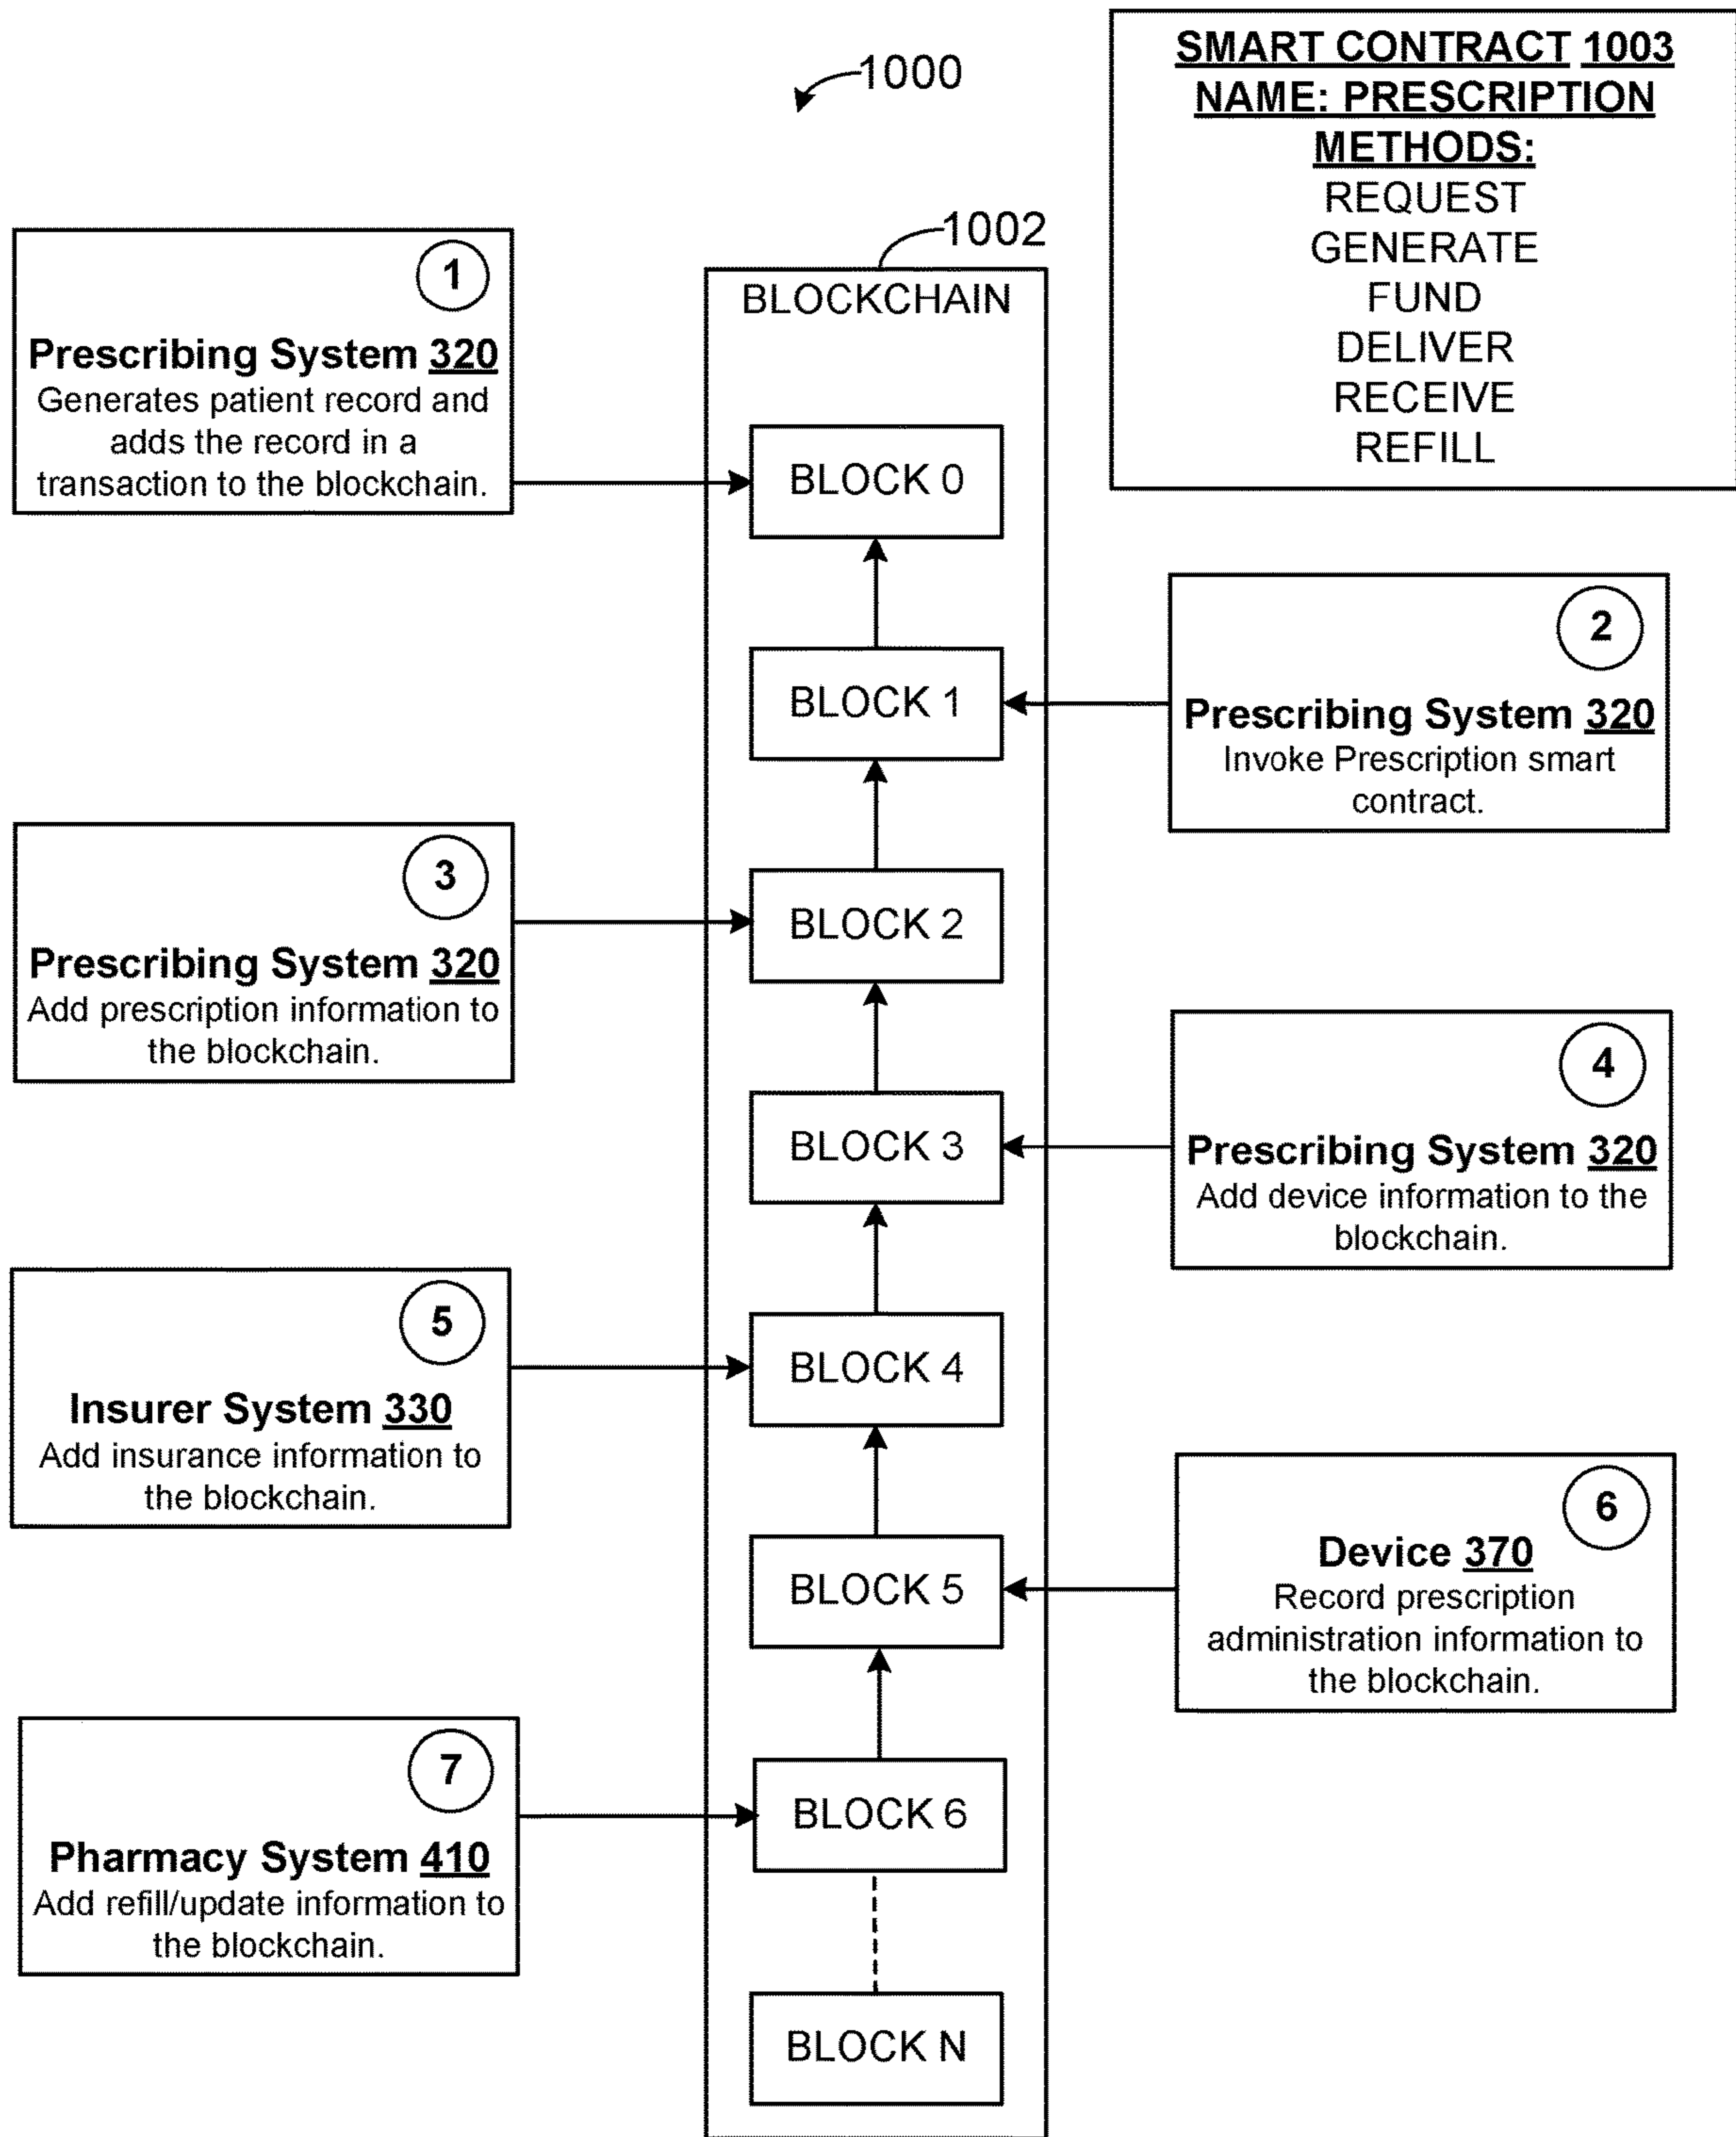 1000
SMART CONTRACT 1003
NAME: PRESCRIPTION
METHODS:
REQUEST
GENERATE
FUND
DELIVER
RECEIVE
REFILL
1002
BLOCKCHAIN
1
Prescribing System 320
Generates patient record and
adds the record in a
transaction to the blockchain.
BLOCK 0
2
Prescribing System 320
Invoke Prescription smart
contract.
BLOCK 1
3
Prescribing System 320
Add prescription information to
the blockchain.
BLOCK 2
4
Prescribing System 320
Add device information to the
blockchain.
BLOCK 3
5
Insurer System 330
Add insurance information to
the blockchain.
BLOCK 4
6
Device 370
Record prescription
administration information to
the blockchain.
BLOCK 5
7
Pharmacy System 410
Add refill/update information to
the blockchain.
BLOCK 6
BLOCK N